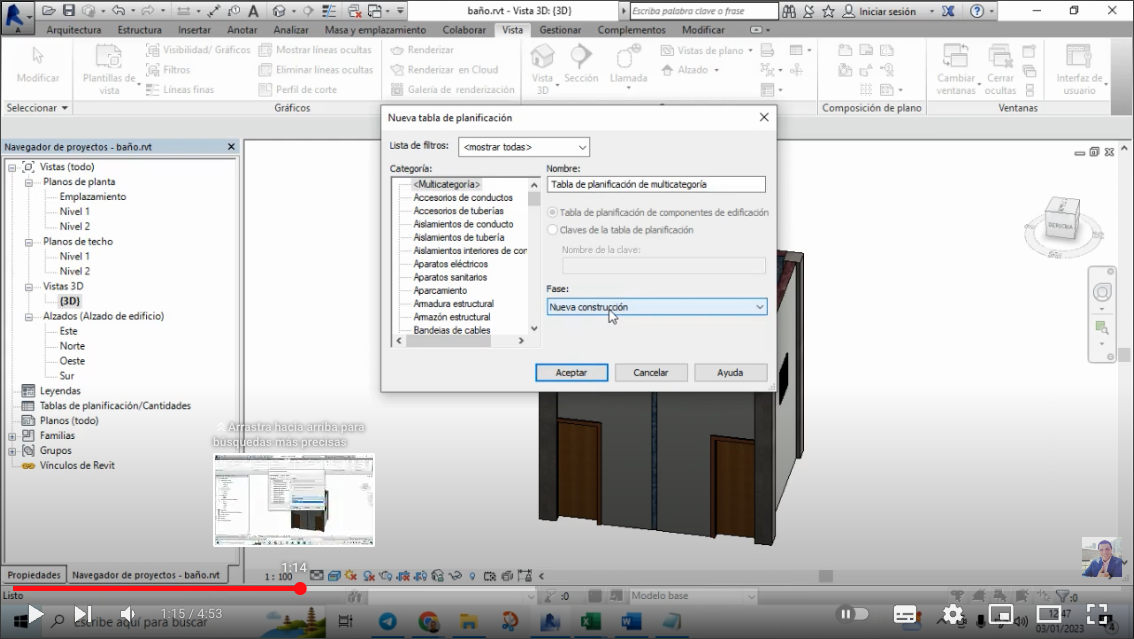 baño.rvt - Vista 3D: {3D}
Escriba palabra clave o frase
Iniciar sesión
Arquitectura Estructura Insertar Anotar Analizar Masa y emplazamiento Colaborar Vista Gestionar Complementos Modificar
Modificar
Plantillas de vista
Visibilidad/ Gráficos
Filtros
Líneas finas
Mostrar líneas ocultas
Eliminar líneas ocultas
Perfil de corte
Renderizar
Renderizar en Cloud
Galería de renderización
Vista 3D
Sección
Llamada
Vistas de plano
Alzado
Cambiar ventanas
Cerrar ocultas
Interfaz de usuario
Seleccionar
Gráficos
Composición de plano
Ventanas
Navegador de proyectos - baño.rvt
Vistas (todo)
Planos de planta
Emplazamiento
Nivel 1
Nivel 2
Planos de techo
Nivel 1
Nivel 2
Vistas 3D
{3D}
Alzados (Alzado de edificio)
Este
Norte
Oeste
Sur
Leyendas
Tablas de planificación/Cantidades
Planos (todo)
Familias
Grupos
Vínculos de Revit
Nueva tabla de planificación
Lista de filtros:
<mostrar todas>
Categoría:
<Multicategoría>
Accesorios de conductos
Accesorios de tuberías
Aislamientos de conducto
Aislamientos de tubería
Aislamientos interiores de con
Aparatos eléctricos
Aparatos sanitarios
Aparcamiento
Armadura estructural
Armazón estructural
Bandejas de cables
Nombre:
Tabla de planificación de multicategoría
Tabla de planificación de componentes de edificación
Claves de la tabla de planificación
Nombre de la clave:
Fase:
Nueva construcción
Aceptar Cancelar Ayuda
DERECHA
Arrastra hacia arriba para
búsquedas mas precisas
1:14
Propiedades
Navegador de proyectos - baño.rvt
1 : 100
Listo
:0
Modelo base
:0
1:15 / 4:53
Escribe aquí para buscar
12:47
03/01/2023